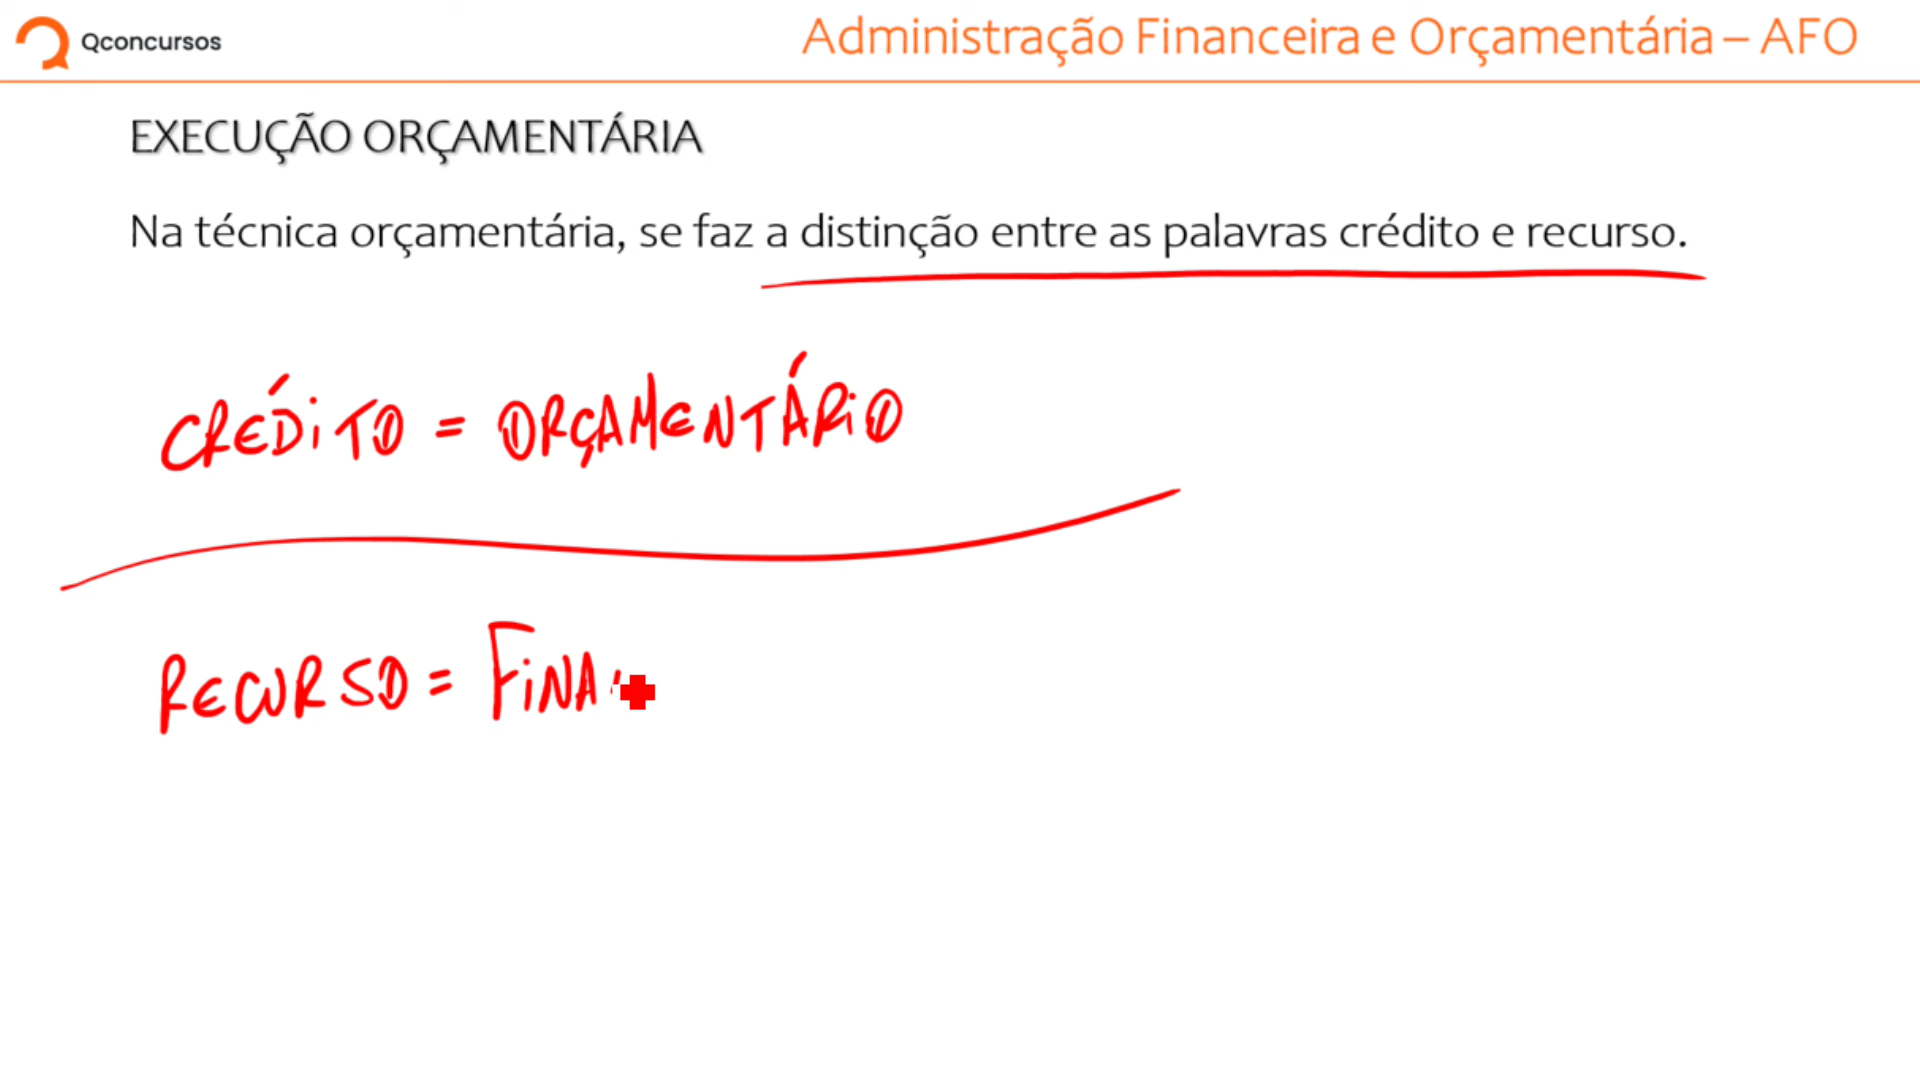 Qconcursos
Administração Financeira e Orçamentária – AFO
EXECUÇÃO ORÇAMENTÁRIA
Na técnica orçamentária, se faz a distinção entre as palavras crédito e recurso.
CRÉDITO = ORÇAMENTÁRIO
RECURSO = FINA